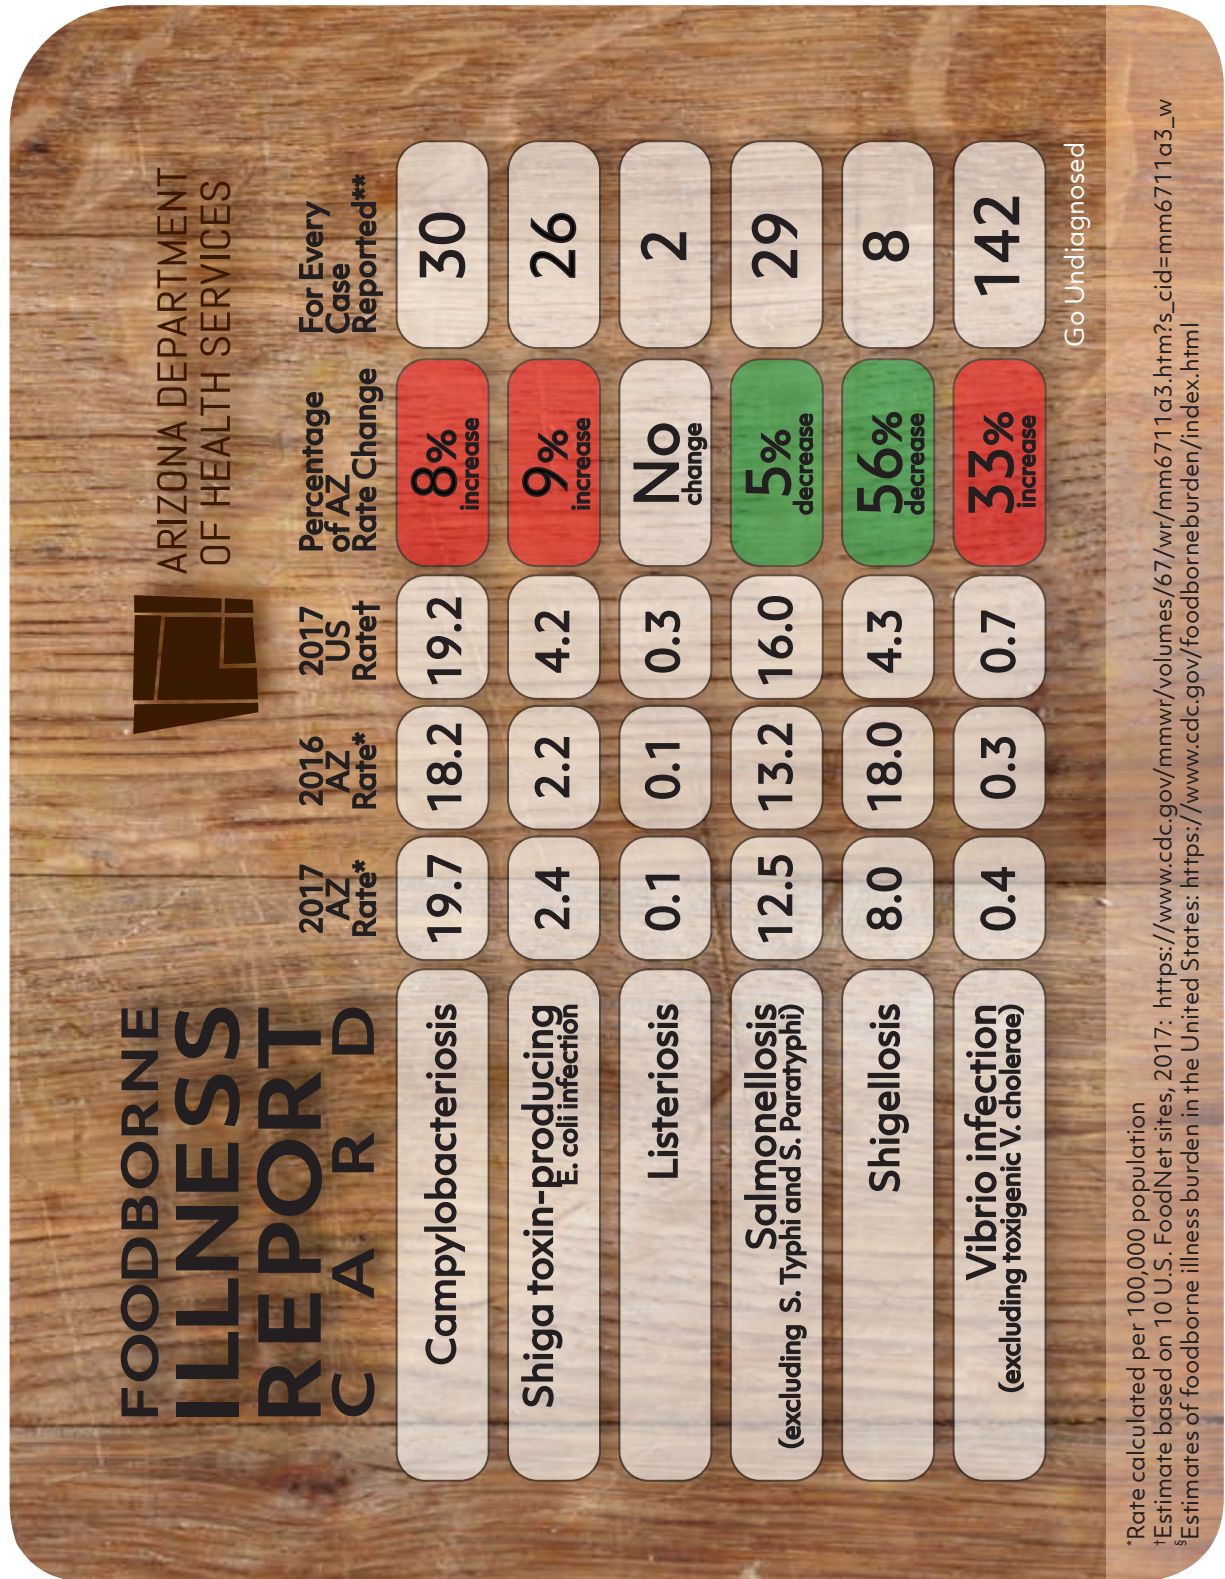 FOODBORNE
ILLNESS
REPORT
CARD
ARIZONA DEPARTMENT
OF HEALTH SERVICES
2017
AZ
Rate*
2016
AZ
Rate*
2017
US
Rate†
Percentage
of AZ
Rate Change
For Every
Case
Reported**
Campylobacteriosis
19.7
18.2
19.2
8%
increase
30
Shiga toxin-producing
E. coli infection
2.4
2.2
4.2
9%
increase
26
Listeriosis
0.1
0.1
0.3
No
change
2
Salmonellosis
(excluding S. Typhi and S. Paratyphi)
12.5
13.2
16.0
5%
decrease
29
Shigellosis
8.0
18.0
4.3
56%
decrease
8
Vibrio infection
(excluding toxigenic V. cholerae)
0.4
0.3
0.7
33%
increase
142
Go Undiagnosed
*Rate calculated per 100,000 population
†Estimate based on 10 U.S. FoodNet sites, 2017: https://www.cdc.gov/mmwr/volumes/67/wr/mm6711a3.htm?s_cid=mm6711a3_w
§Estimates of foodborne illness burden in the United States: https://www.cdc.gov/foodborneburden/index.html